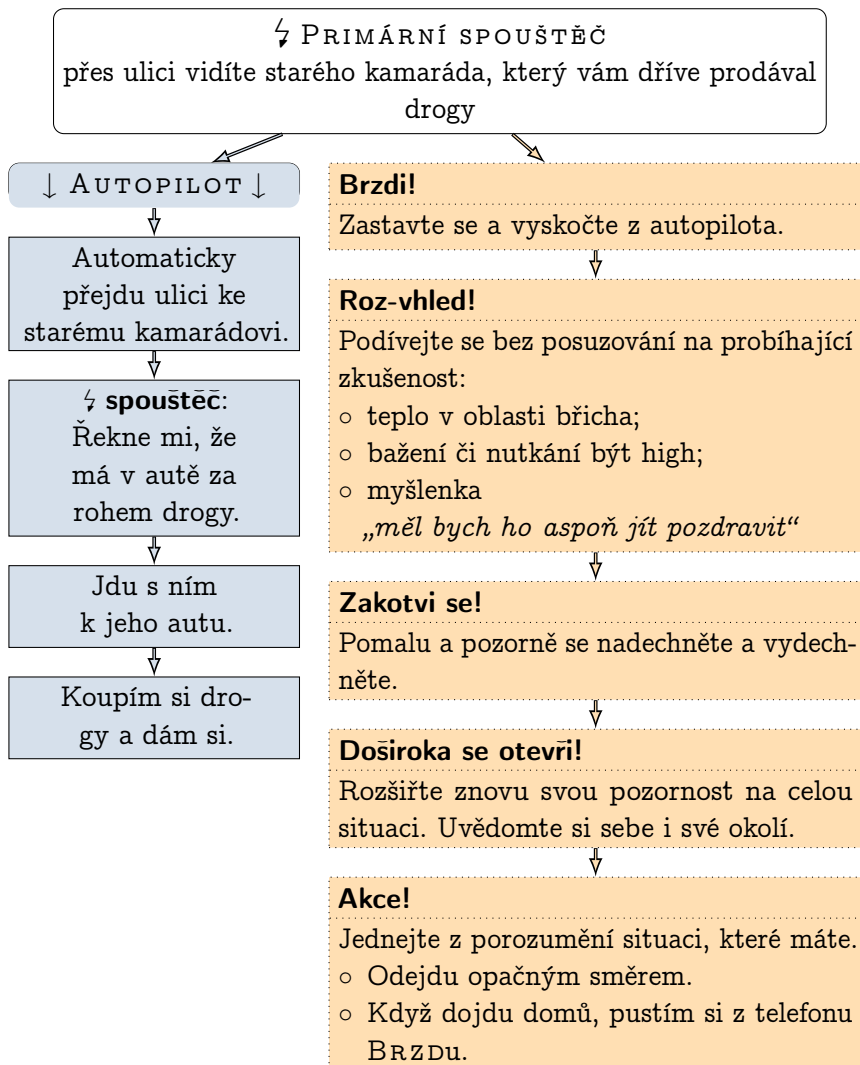 ↯ PRIMÁRNÍ SPOUŠTĚČ
přes ulici vidíte starého kamaráda, který vám dříve prodával
drogy
↓ AUTOPILOT ↓
Automaticky
přejdu ulici ke
starému kamarádovi.
↯ spouštěč:
Řekne mi, že
má v autě za
rohem drogy.
Jdu s ním
k jeho autu.
Koupím si dro-
gy a dám si.
Brzdi!
Zastavte se a vyskočte z autopilota.
Roz-vhled!
Podívejte se bez posuzování na probíhající
zkušenost:
○ teplo v oblasti břicha;
○ bažení či nutkání být high;
○ myšlenka
„měl bych ho aspoň jít pozdravit“
Zakotvi se!
Pomalu a pozorně se nadechněte a vydech-
něte.
Doširoka se otevři!
Rozšiřte znovu svou pozornost na celou
situaci. Uvědomte si sebe i své okolí.
Akce!
Jednejte z porozumění situaci, které máte.
○ Odejdu opačným směrem.
○ Když dojdu domů, pustím si z telefonu
BRZDu.